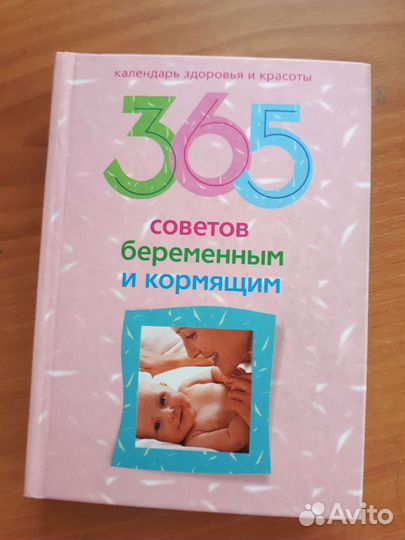 календарь здоровья и красоты
365
советов
беременным
и кормящим
Avito